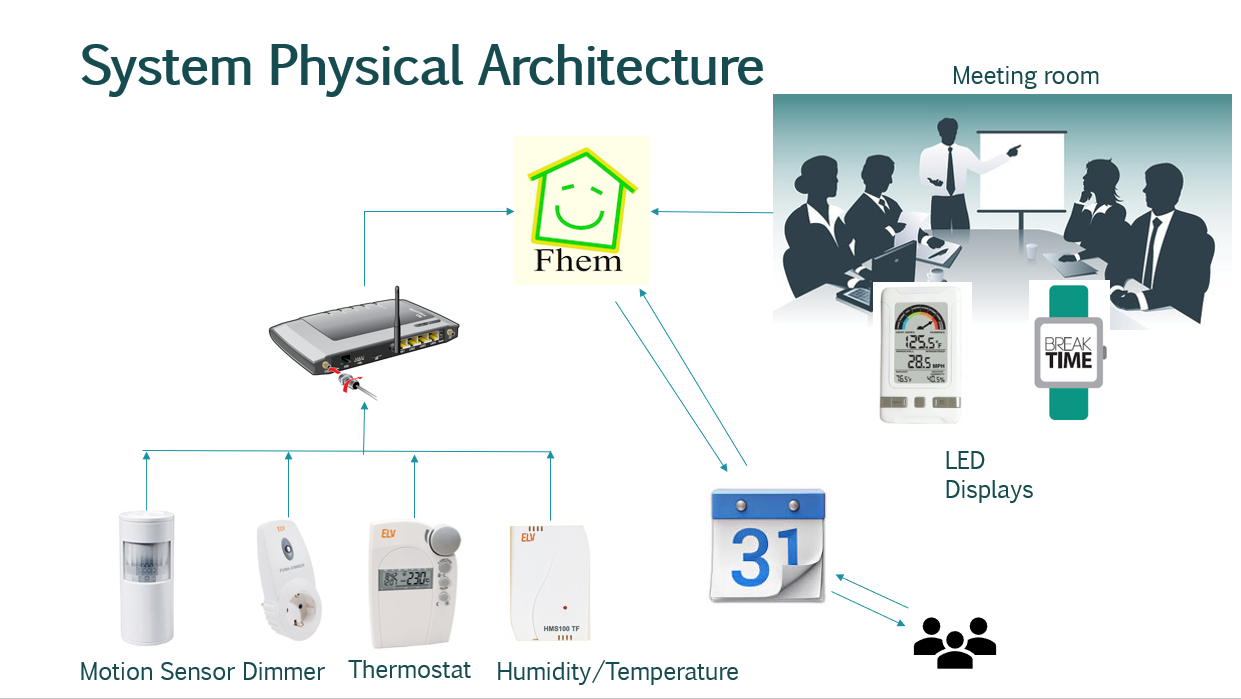 System Physical Architecture
Meeting room
Fhem
125.5°F
28.5 MPH
76.5°F 40.5%
BREAK
TIME
LED
Displays
31
ELV
ELV
ELV
HMS100 TF
Motion Sensor Dimmer Thermostat Humidity/Temperature